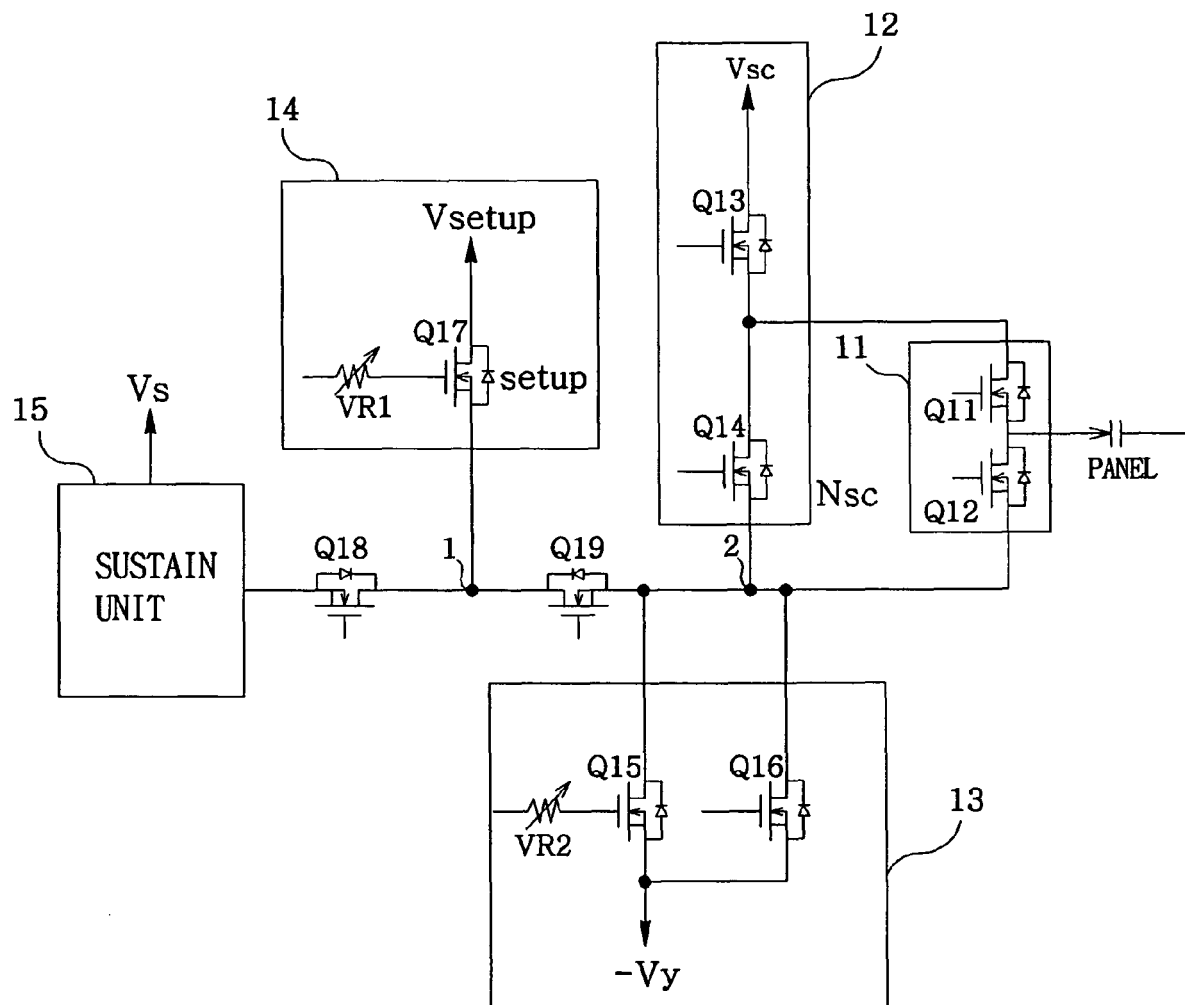 12
Vsc
14
Q13
Vsetup
Q17
setup
VR1
11
Vs
15
Q11
Q14
PANEL
Nsc
Q12
Q18
1
Q19
2
SUSTAIN
UNIT
Q15
Q16
13
VR2
-Vy